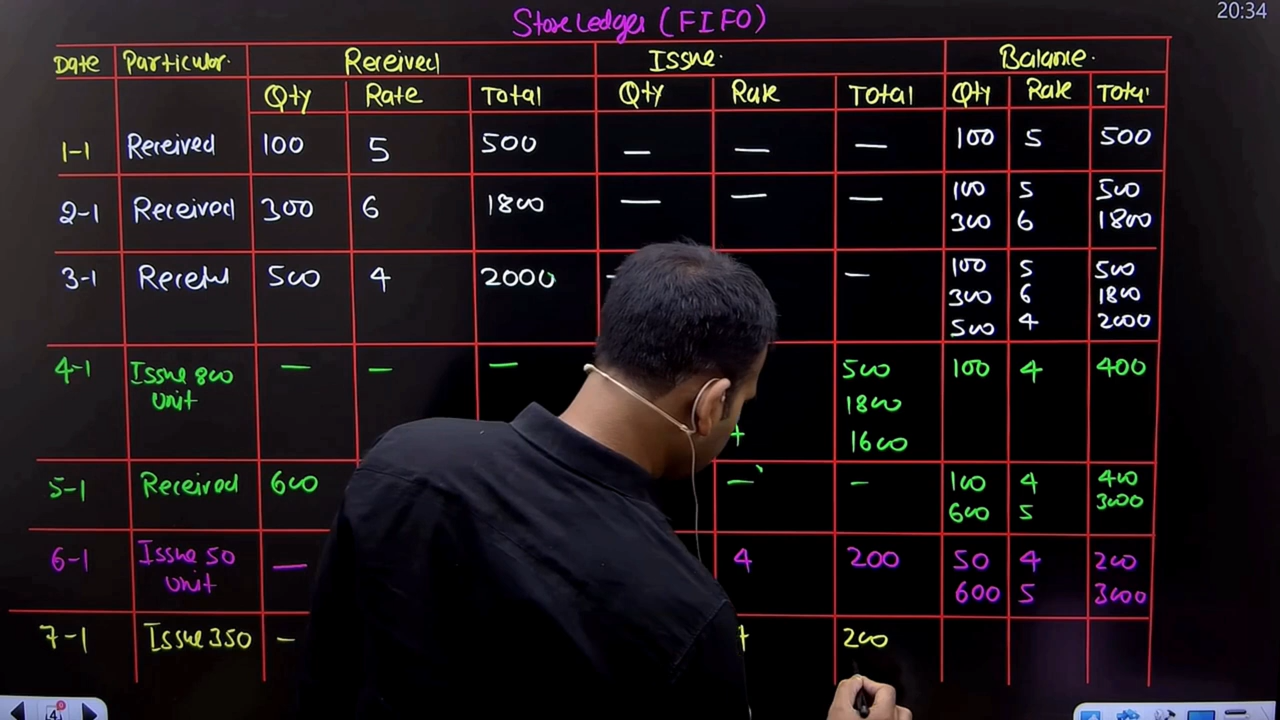 20:34
Store Ledger (FIFO)
Date Particular. Received Issue. Balance.
Qty Rate Total Qty Rate Total Qty Rate Total
1-1 Received 100 5 500 — — — 100 5 500
2-1 Received 300 6 1800 — — — 100 5 500
300 6 1800
3-1 500 4 2000 — 100 5 500
300 6 1800
500 4 2000
4-1 Issue 800 — — — 500 100 4 400
unit 1800
1600
5-1 Received 600 — — 100 4 400
600 5 3000
6-1 Issue 50 — 4 200 50 4 200
unit 600 5 3000
7-1 Issue 350 — 200
4